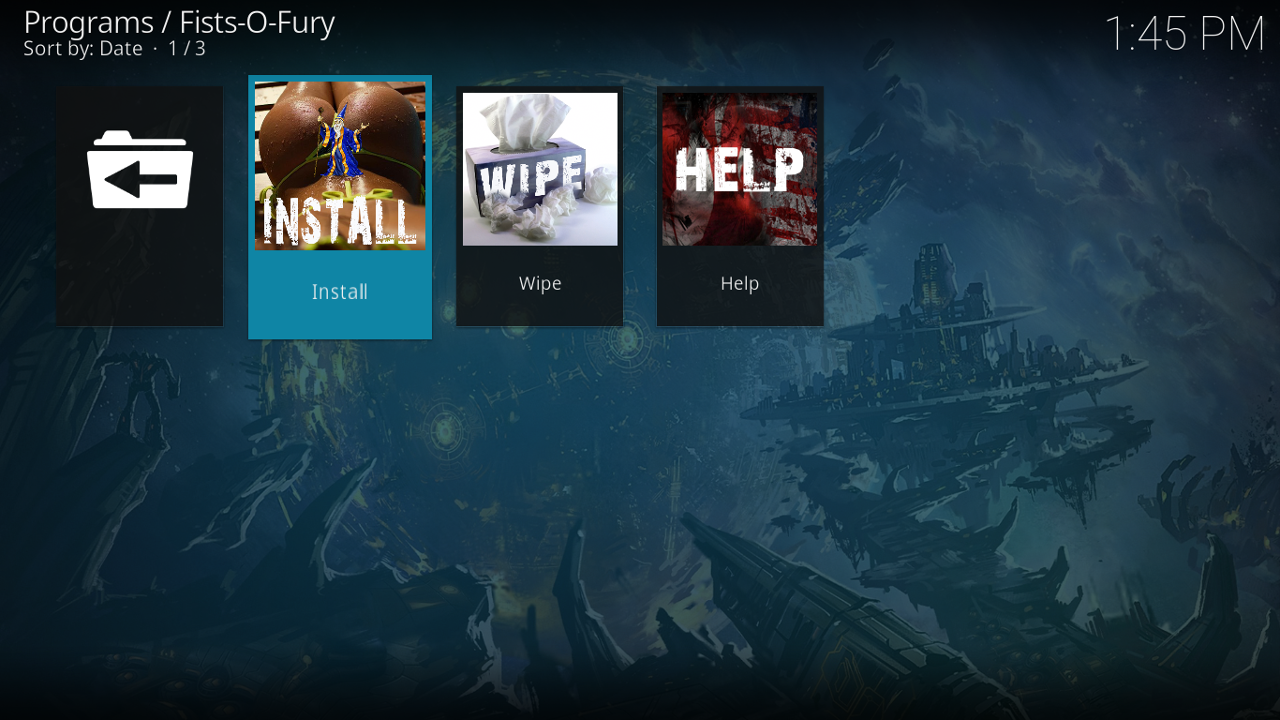 Programs / Fists-O-Fury
Sort by: Date · 1 / 3
1:45 PM
INSTALL
Install
WIPE
Wipe
HELP
Help